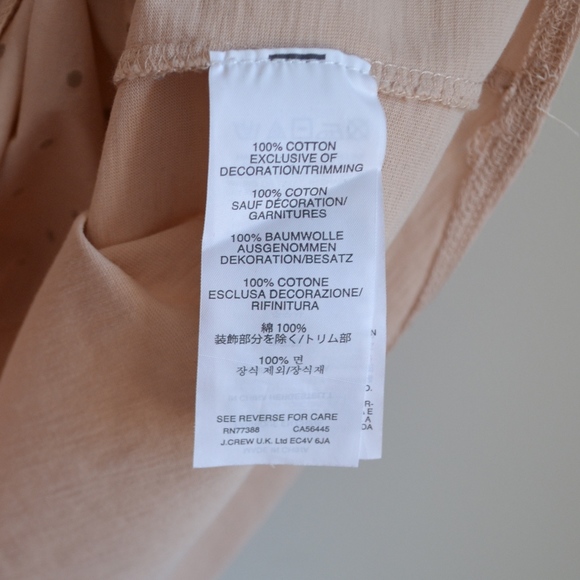 100% COTTON
EXCLUSIVE OF
DECORATION/TRIMMING
100% COTON
SAUF DÉCORATION/
GARNITURES
100% BAUMWOLLE
AUSGENOMMEN
DEKORATION/BESATZ
100% COTONE
ESCLUSA DECORAZIONE/
RIFINITURA
綿 100%
装飾部分を除く/トリム部
100% 면
장식 제외/장식재
SEE REVERSE FOR CARE
RN77388 CA56445
J.CREW U.K. Ltd EC4V 6JA